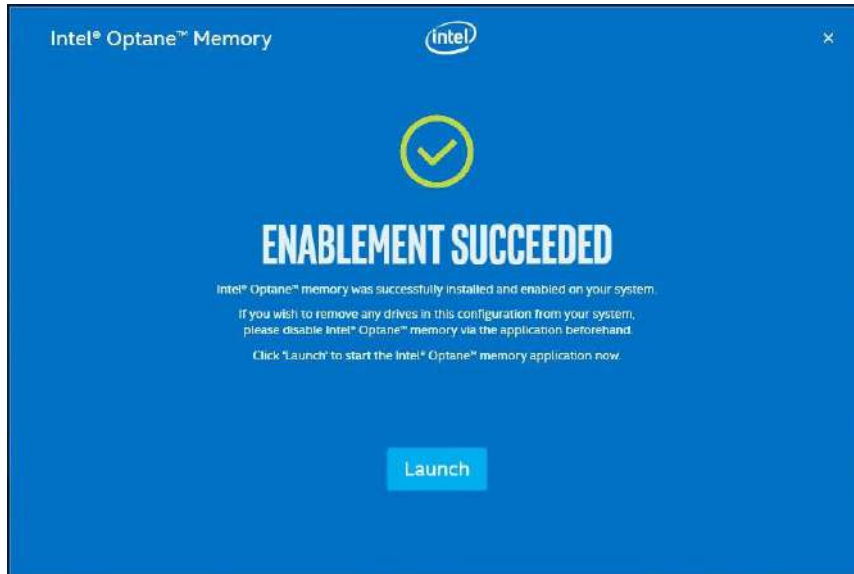 Intel® Optane™ Memory
intel
×
ENABLEMENT SUCCEEDED
Intel® Optane™ memory was successfully installed and enabled on your system.
If you wish to remove any drives in this configuration from your system,
please disable Intel® Optane™ memory via the application beforehand.
Click 'Launch' to start the Intel® Optane™ memory application now.
Launch